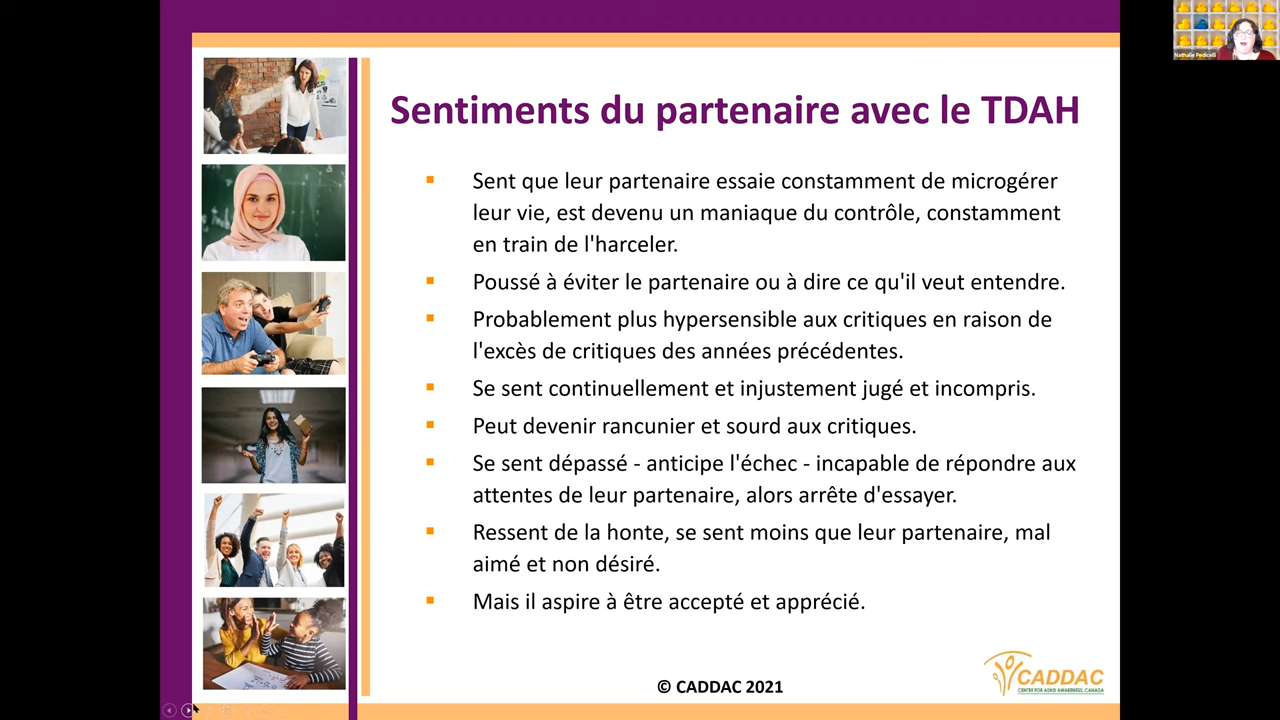 Sentiments du partenaire avec le TDAH
Sent que leur partenaire essaie constamment de microgérer
leur vie, est devenu un maniaque du contrôle, constamment
en train de l'harceler.
Poussé à éviter le partenaire ou à dire ce qu'il veut entendre.
Probablement plus hypersensible aux critiques en raison de
l'excès de critiques des années précédentes.
Se sent continuellement et injustement jugé et incompris.
Peut devenir rancunier et sourd aux critiques.
Se sent dépassé - anticipe l'échec - incapable de répondre aux
attentes de leur partenaire, alors arrête d'essayer.
Ressent de la honte, se sent moins que leur partenaire, mal
aimé et non désiré.
Mais il aspire à être accepté et apprécié.
© CADDAC 2021
CADDAC
CENTRE FOR ADHD AWARENESS, CANADA
Nathalie Pedicelli